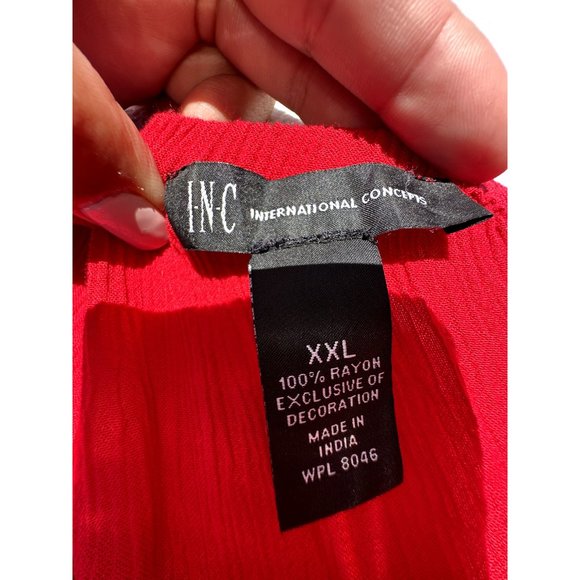 I·N·C INTERNATIONAL CONCEPTS
XXL
100% RAYON
EXCLUSIVE OF
DECORATION
MADE IN
INDIA
WPL 8046